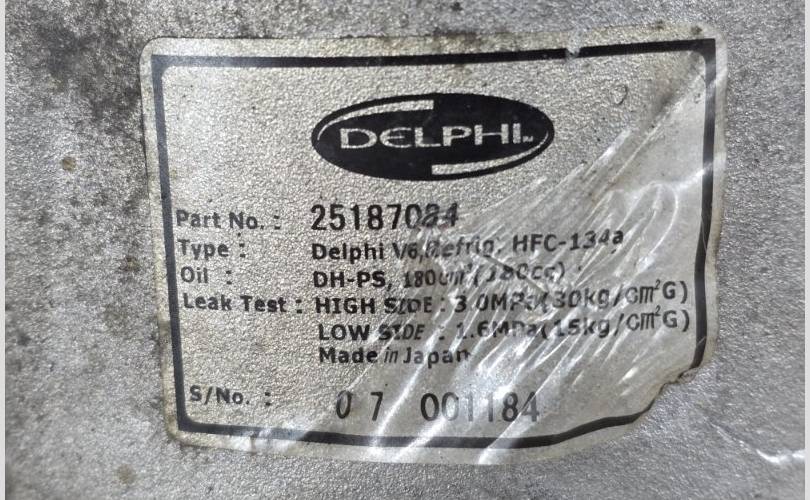 DELPHI
Part No. : 25187084
Type : Delphi V6, Refrig. HFC-134a
Oil : DH-PS, 180cm³(180cc)
Leak Test : HIGH SIDE : 3.0MPa(30kg/cm²G)
LOW SIDE : 1.6MPa(15kg/cm²G)
Made in Japan
S/No. : 07 001184